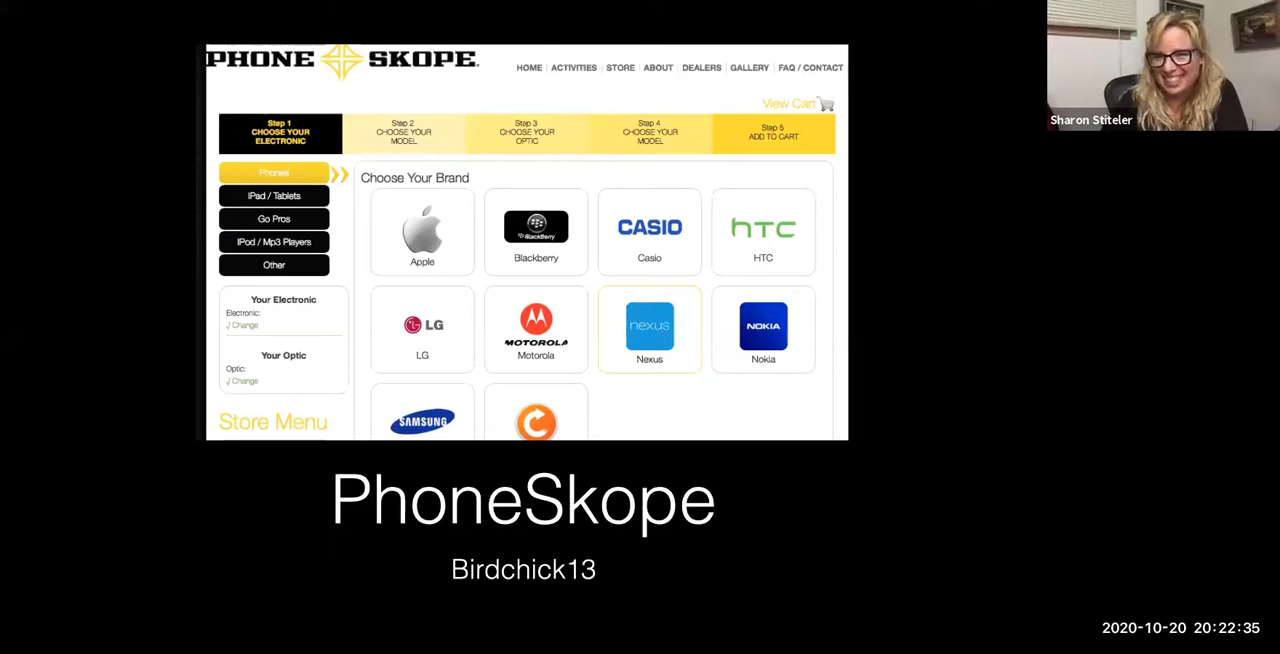 PHONE SKOPE.
HOME | ACTIVITIES | STORE | ABOUT | DEALERS | GALLERY | FAQ / CONTACT
View Cart
Step 1
CHOOSE YOUR
ELECTRONIC
Step 2
CHOOSE YOUR
MODEL
Step 3
CHOOSE YOUR
OPTIC
Step 4
CHOOSE YOUR
MODEL
Step 5
ADD TO CART
Phones
IPad / Tablets
Go Pros
IPod / Mp3 Players
Other
Your Electronic
Electronic:
√ Change
Your Optic
Optic:
√ Change
Store Menu
Choose Your Brand
Apple
BlackBerry
Blackberry
CASIO
Casio
hTC
HTC
LG
LG
MOTOROLA
Motorola
nexus
Nexus
NOKIA
Nokia
SAMSUNG
PhoneSkope
Birdchick13
Sharon Stiteler
2020-10-20 20:22:35